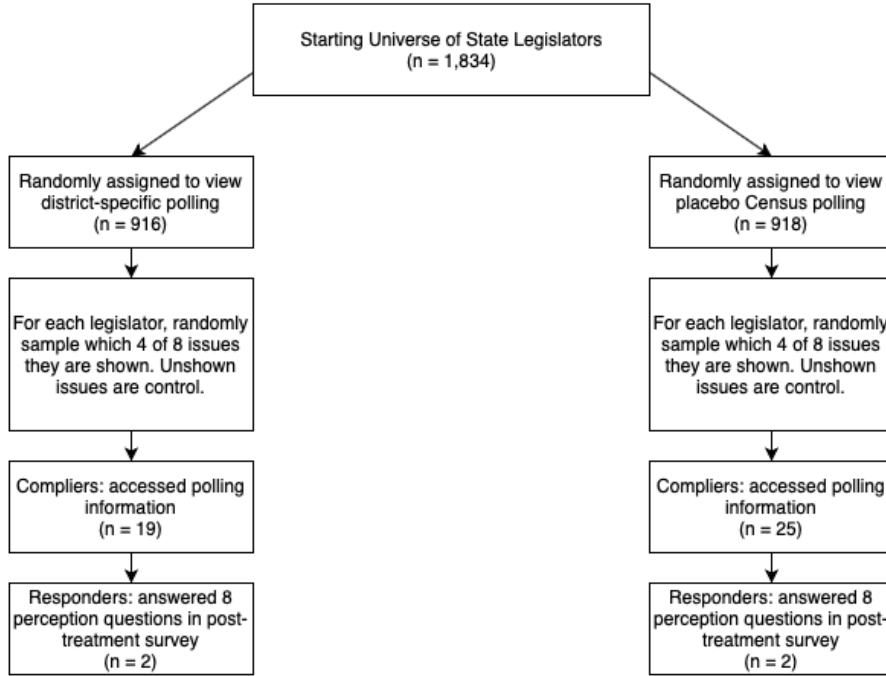 Starting Universe of State Legislators
(n = 1,834)
Randomly assigned to view
district-specific polling
(n = 916)
Randomly assigned to view
placebo Census polling
(n = 918)
For each legislator, randomly
sample which 4 of 8 issues
they are shown. Unshown
issues are control.
For each legislator, randomly
sample which 4 of 8 issues
they are shown. Unshown
issues are control.
Compliers: accessed polling
information
(n = 19)
Compliers: accessed polling
information
(n = 25)
Responders: answered 8
perception questions in post-
treatment survey
(n = 2)
Responders: answered 8
perception questions in post-
treatment survey
(n = 2)